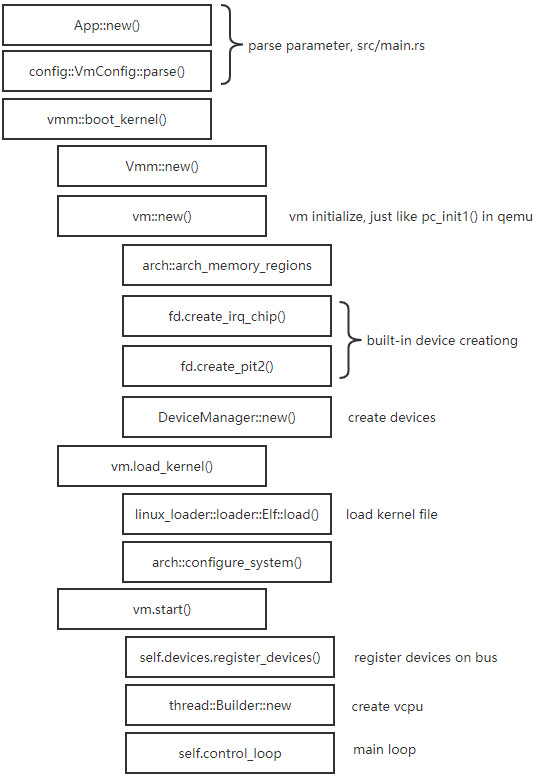 App::new()
parse parameter, src/main.rs
config::VmConfig::parse()
vmm::boot_kernel()
Vmm::new()
vm::new()
vm initialize, just like pc_init1() in qemu
arch::arch_memory_regions
fd.create_irq_chip()
built-in device creationg
fd.create_pit2()
DeviceManager::new()
create devices
vm.load_kernel()
linux_loader::loader::Elf::load()
load kernel file
arch::configure_system()
vm.start()
self.devices.register_devices()
register devices on bus
thread::Builder::new
create vcpu
self.control_loop
main loop